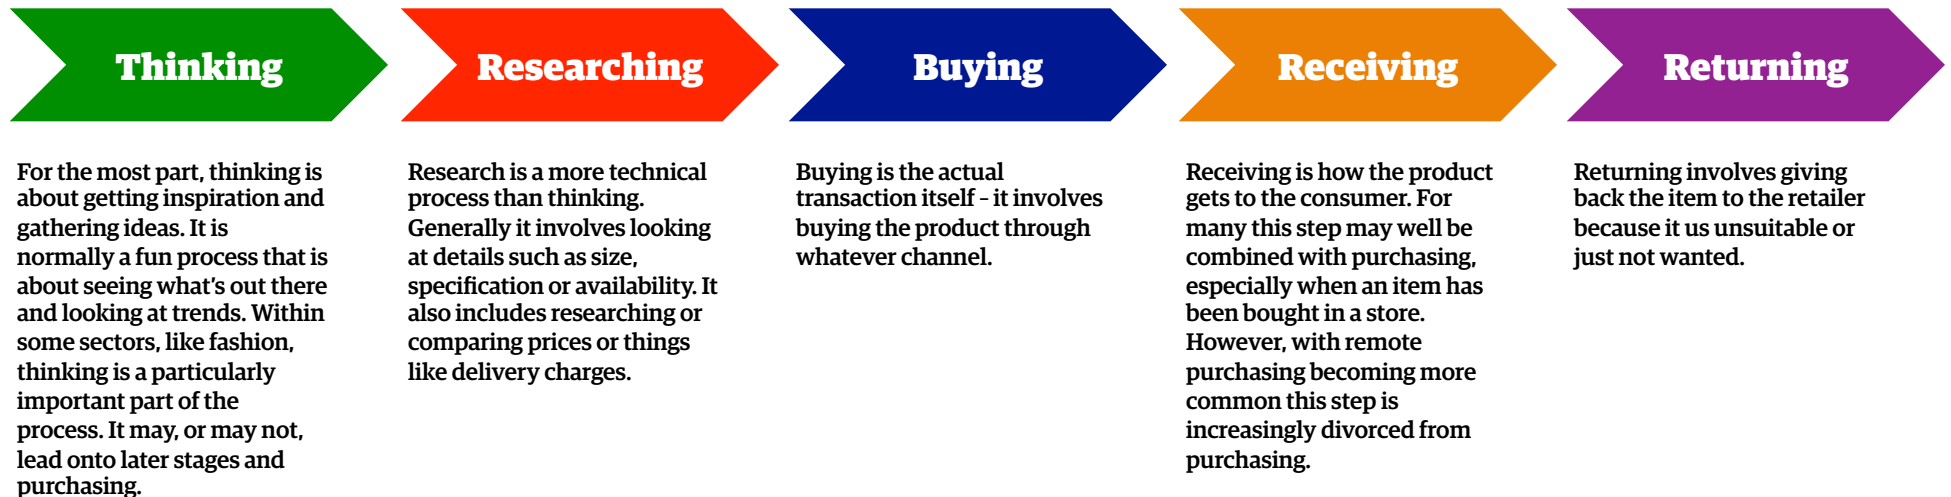 Thinking
Researching
Buying
Receiving
Returning
For the most part, thinking is
about getting inspiration and
gathering ideas. It is
normally a fun process that is
about seeing what's out there
and looking at trends. Within
some sectors, like fashion,
thinking is a particularly
important part of the
process. It may, or may not,
lead onto later stages and
purchasing.
Research is a more technical
process than thinking.
Generally it involves looking
at details such as size,
specification or availability. It
also includes researching or
comparing prices or things
like delivery charges.
Buying is the actual
transaction itself – it involves
buying the product through
whatever channel.
Receiving is how the product
gets to the consumer. For
many this step may well be
combined with purchasing,
especially when an item has
been bought in a store.
However, with remote
purchasing becoming more
common this step is
increasingly divorced from
purchasing.
Returning involves giving
back the item to the retailer
because it us unsuitable or
just not wanted.